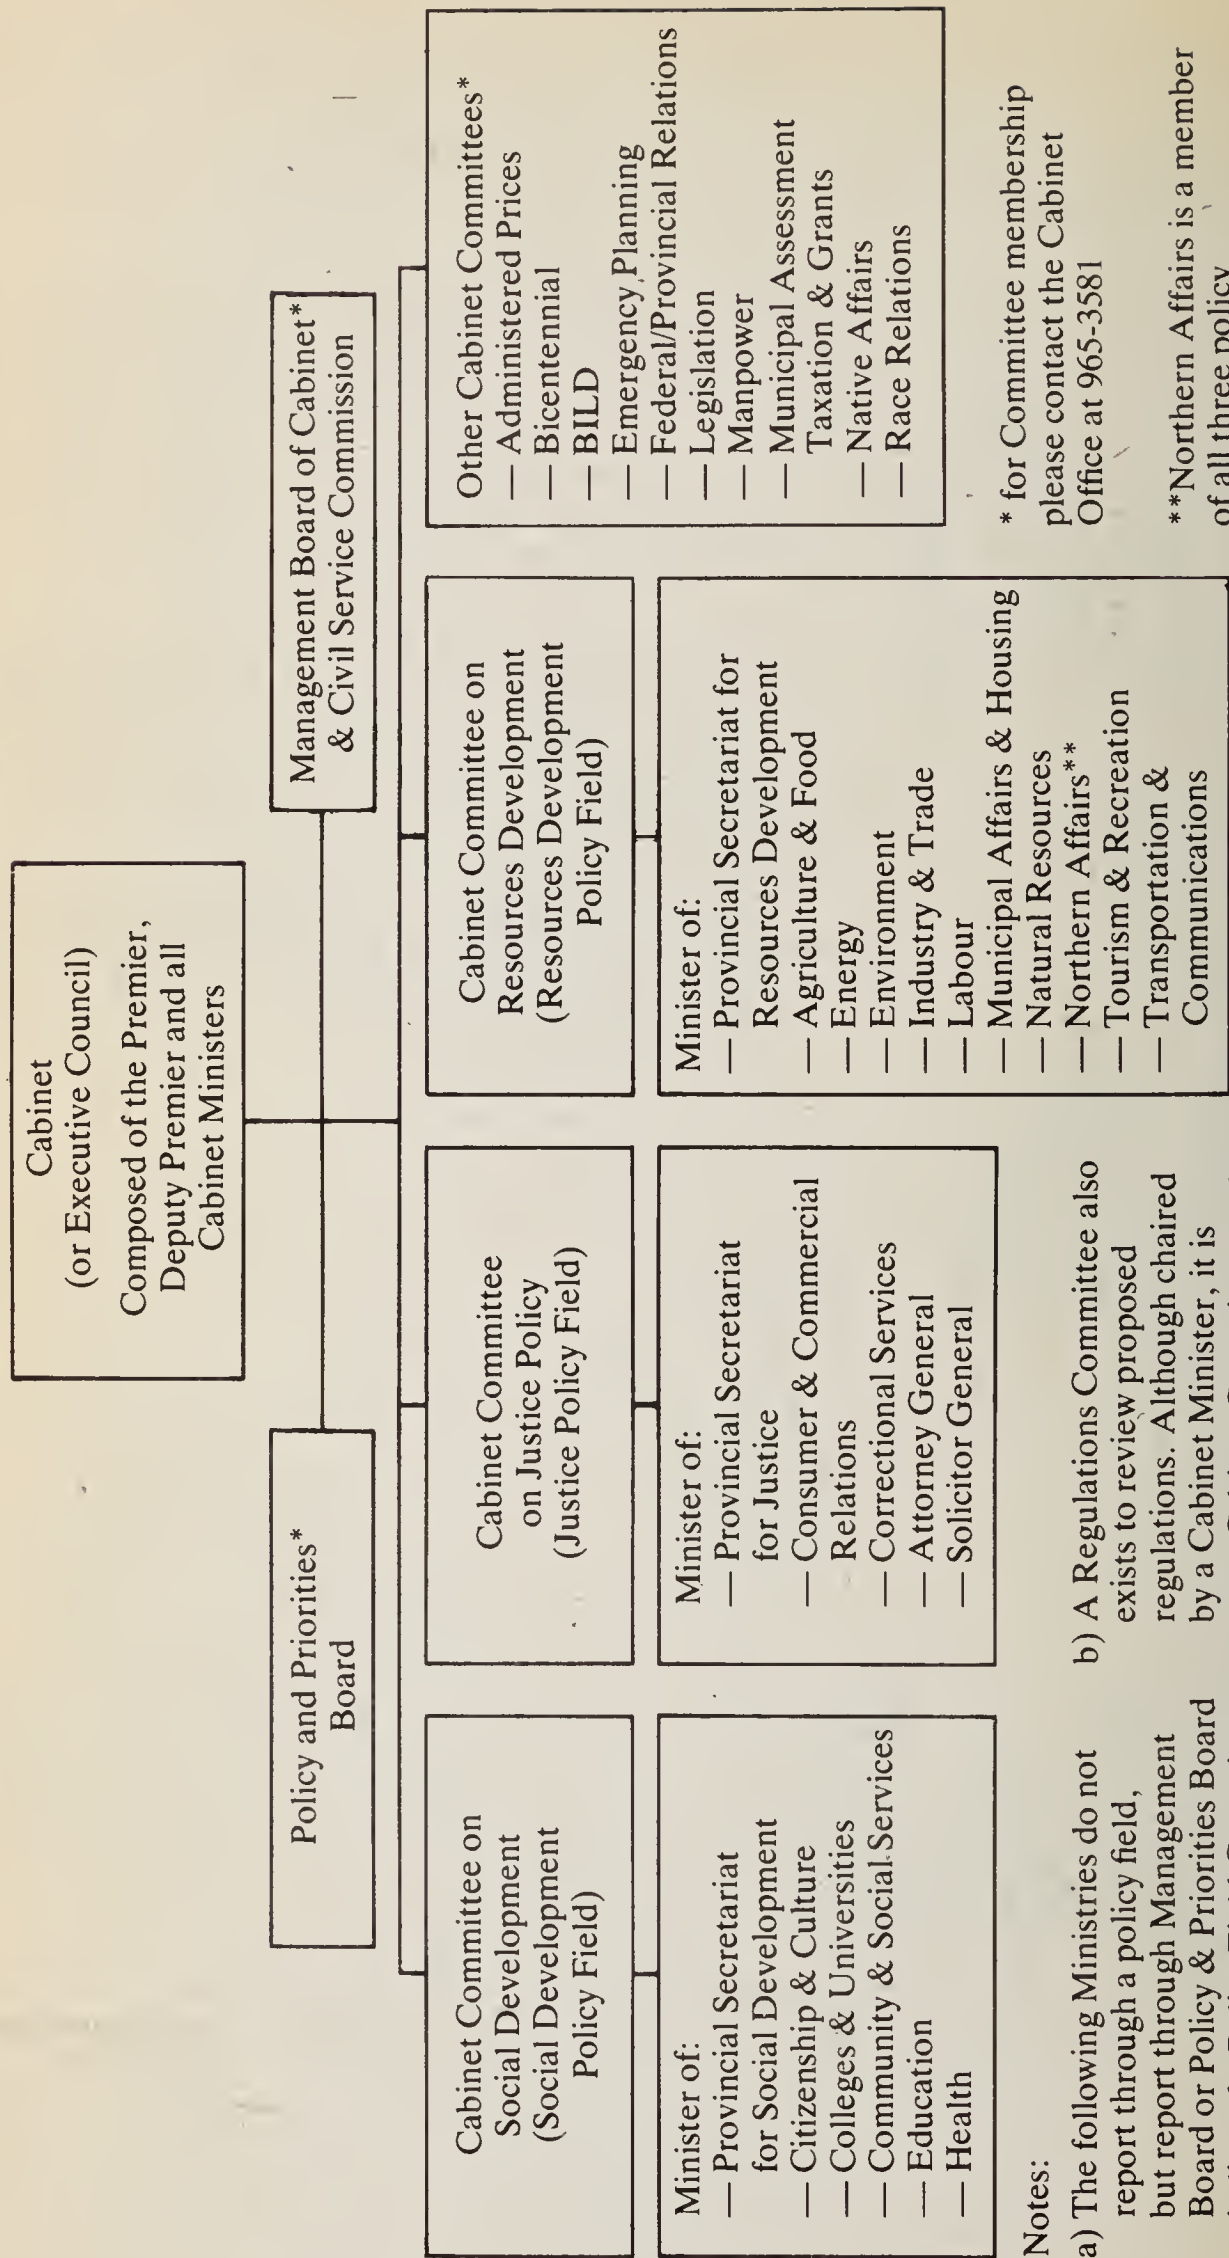 Cabinet
(or Executive Council)
Composed of the Premier,
Deputy Premier and all
Cabinet Ministers
Policy and Priorities*
Board
Management Board of Cabinet*
& Civil Service Commission
Cabinet Committee on
Social Development
(Social Development
Policy Field)
Minister of:
— Provincial Secretariat
for Social Development
— Citizenship & Culture
— Colleges & Universities
— Community & Social Services
— Education
— Health
Cabinet Committee
on Justice Policy
(Justice Policy Field)
Minister of:
— Provincial Secretariat
for Justice
— Consumer & Commercial
Relations
— Correctional Services
— Attorney General
— Solicitor General
Cabinet Committee on
Resources Development
(Resources Development
Policy Field)
Minister of:
— Provincial Secretariat for
Resources Development
— Agriculture & Food
— Energy
— Environment
— Industry & Trade
— Labour
— Municipal Affairs & Housing
— Natural Resources
— Northern Affairs**
— Tourism & Recreation
— Transportation &
Communications
Other Cabinet Committees*
— Administered Prices
— Bicentennial
— BILD
— Emergency Planning
— Federal/Provincial Relations
— Legislation
— Manpower
— Municipal Assessment
Taxation & Grants
— Native Affairs
— Race Relations
Notes:
a) The following Ministries do not
report through a policy field,
but report through Management
Board or Policy & Priorities Board
b) A Regulations Committee also
exists to review proposed
regulations. Although chaired
by a Cabinet Minister, it is
* for Committee membership
please contact the Cabinet
Office at 965-3581
**Northern Affairs is a member
of all three policy